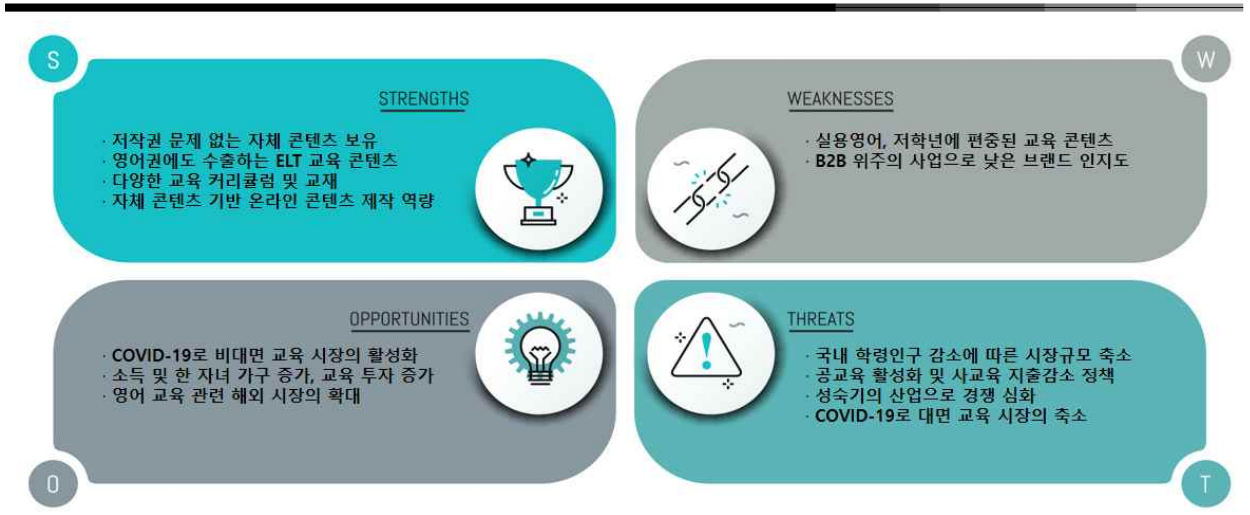 S
STRENGTHS
· 저작권 문제 없는 자체 콘텐츠 보유
· 영어권에도 수출하는 ELT 교육 콘텐츠
· 다양한 교육 커리큘럼 및 교재
· 자체 콘텐츠 기반 온라인 콘텐츠 제작 역량
W
WEAKNESSES
· 실용영어, 저학년에 편중된 교육 콘텐츠
· B2B 위주의 사업으로 낮은 브랜드 인지도
OPPORTUNITIES
· COVID-19로 비대면 교육 시장의 활성화
· 소득 및 한 자녀 가구 증가, 교육 투자 증가
· 영어 교육 관련 해외 시장의 확대
O
THREATS
· 국내 학령인구 감소에 따른 시장규모 축소
· 공교육 활성화 및 사교육 지출감소 정책
· 성숙기의 산업으로 경쟁 심화
· COVID-19로 대면 교육 시장의 축소
T